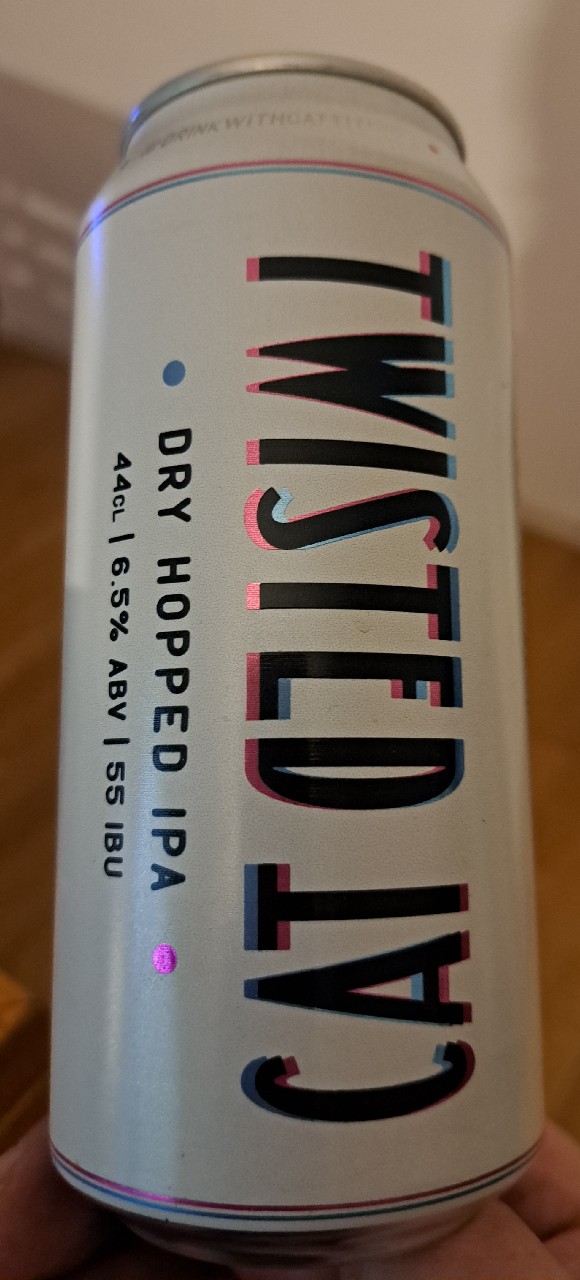 TWISTED
CAT
DRY HOPPED IPA
44CL | 6.5% ABV | 55 IBU